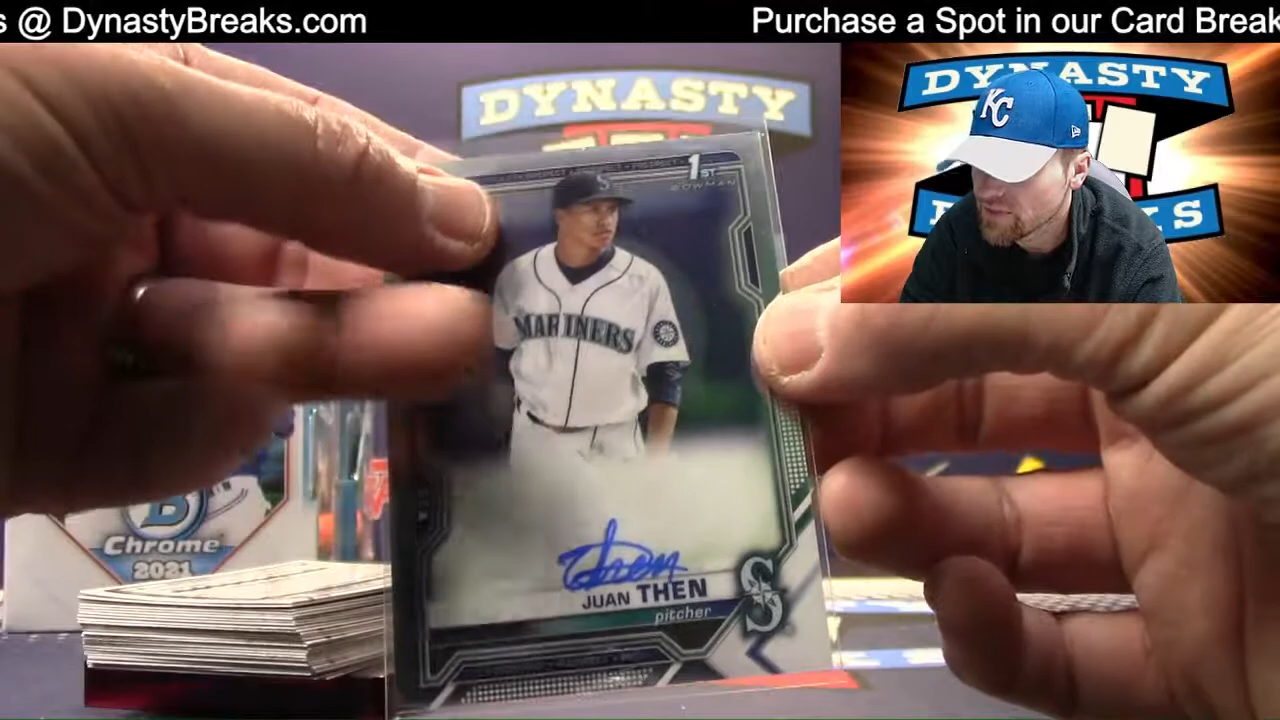 s @ DynastyBreaks.com
Purchase a Spot in our Card Break
DYNASTY
DYNASTY
KC
S
1ST
BOWMAN
S
MARINERS
B
Chrome
2021
Then
JUAN THEN
pitcher
S